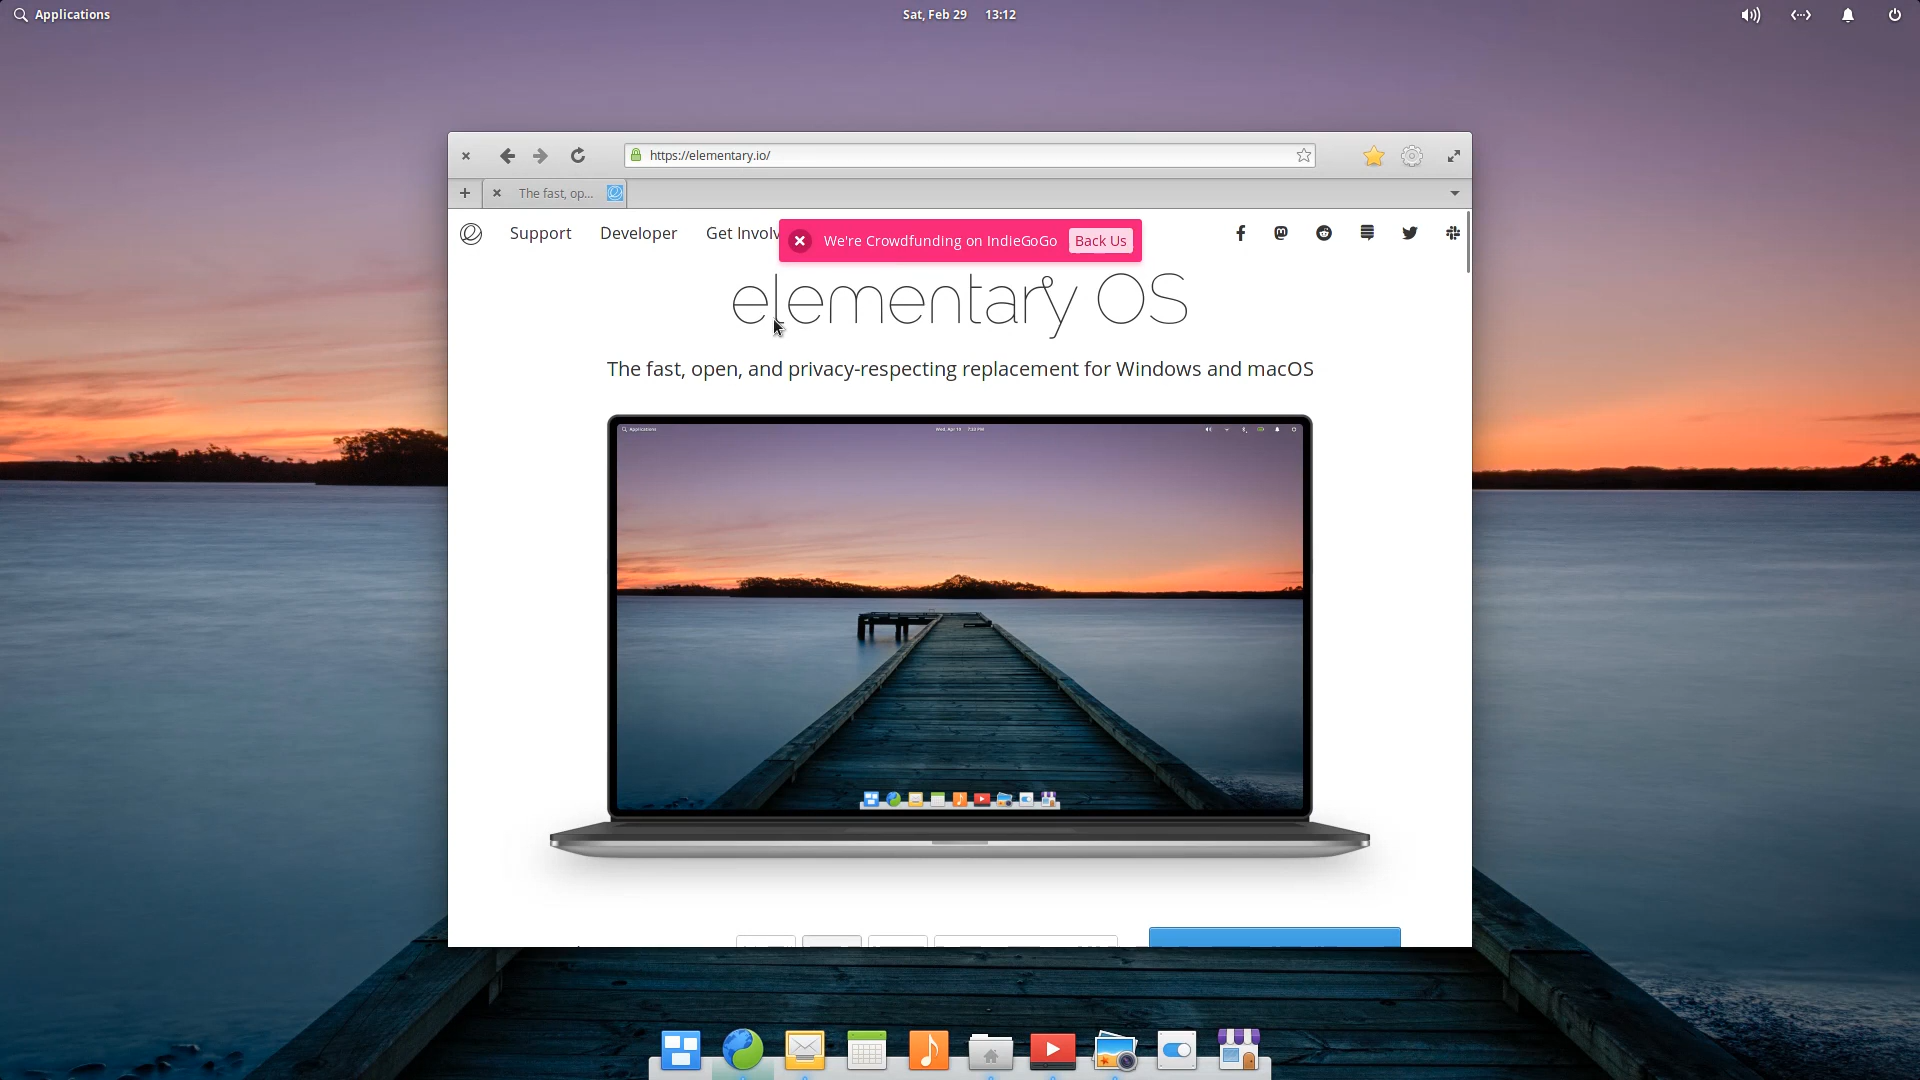 Applications
Sat, Feb 29 13:12
https://elementary.io/
The fast, op...
Support Developer Get Involv
We're Crowdfunding on IndieGoGo Back Us
elementary OS
The fast, open, and privacy-respecting replacement for Windows and macOS
Applications